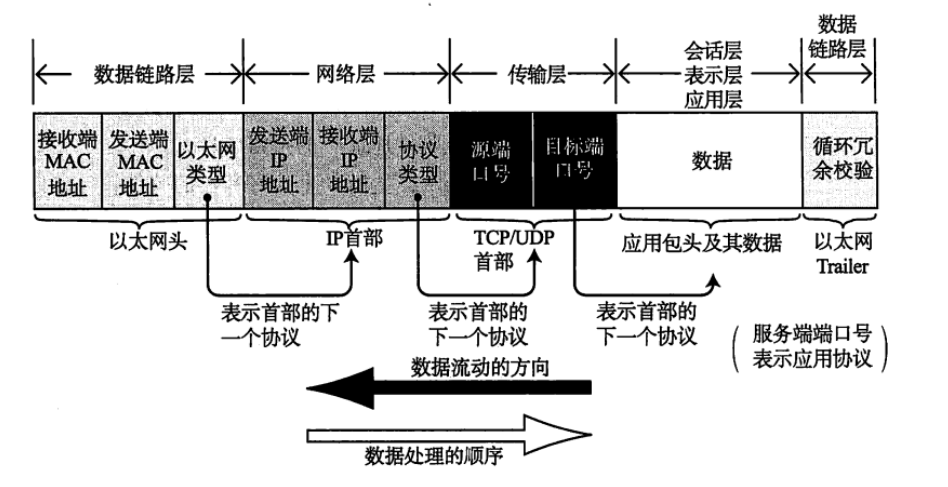 数据链路层
网络层
传输层
会话层
表示层
应用层
数据
链路层
接收端
MAC
地址
发送端
MAC
地址
以太网
类型
发送端
IP
地址
接收端
IP
地址
协议
类型
源端
口号
目标端
口号
数据
循环冗
余校验
以太网头
IP首部
TCP/UDP
首部
应用包头及其数据
以太网
Trailer
表示首部的下
一个协议
表示首部的
下一个协议
表示首部的
下一个协议
(服务端端口号
表示应用协议)
数据流动的方向
数据处理的顺序